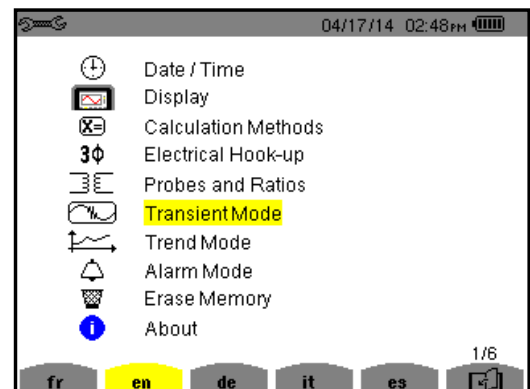 04/17/14 02:48PM
Date / Time
Display
X= Calculation Methods
3Φ Electrical Hook-up
Probes and Ratios
Transient Mode
Trend Mode
Alarm Mode
Erase Memory
i About
1/6
fr en de it es